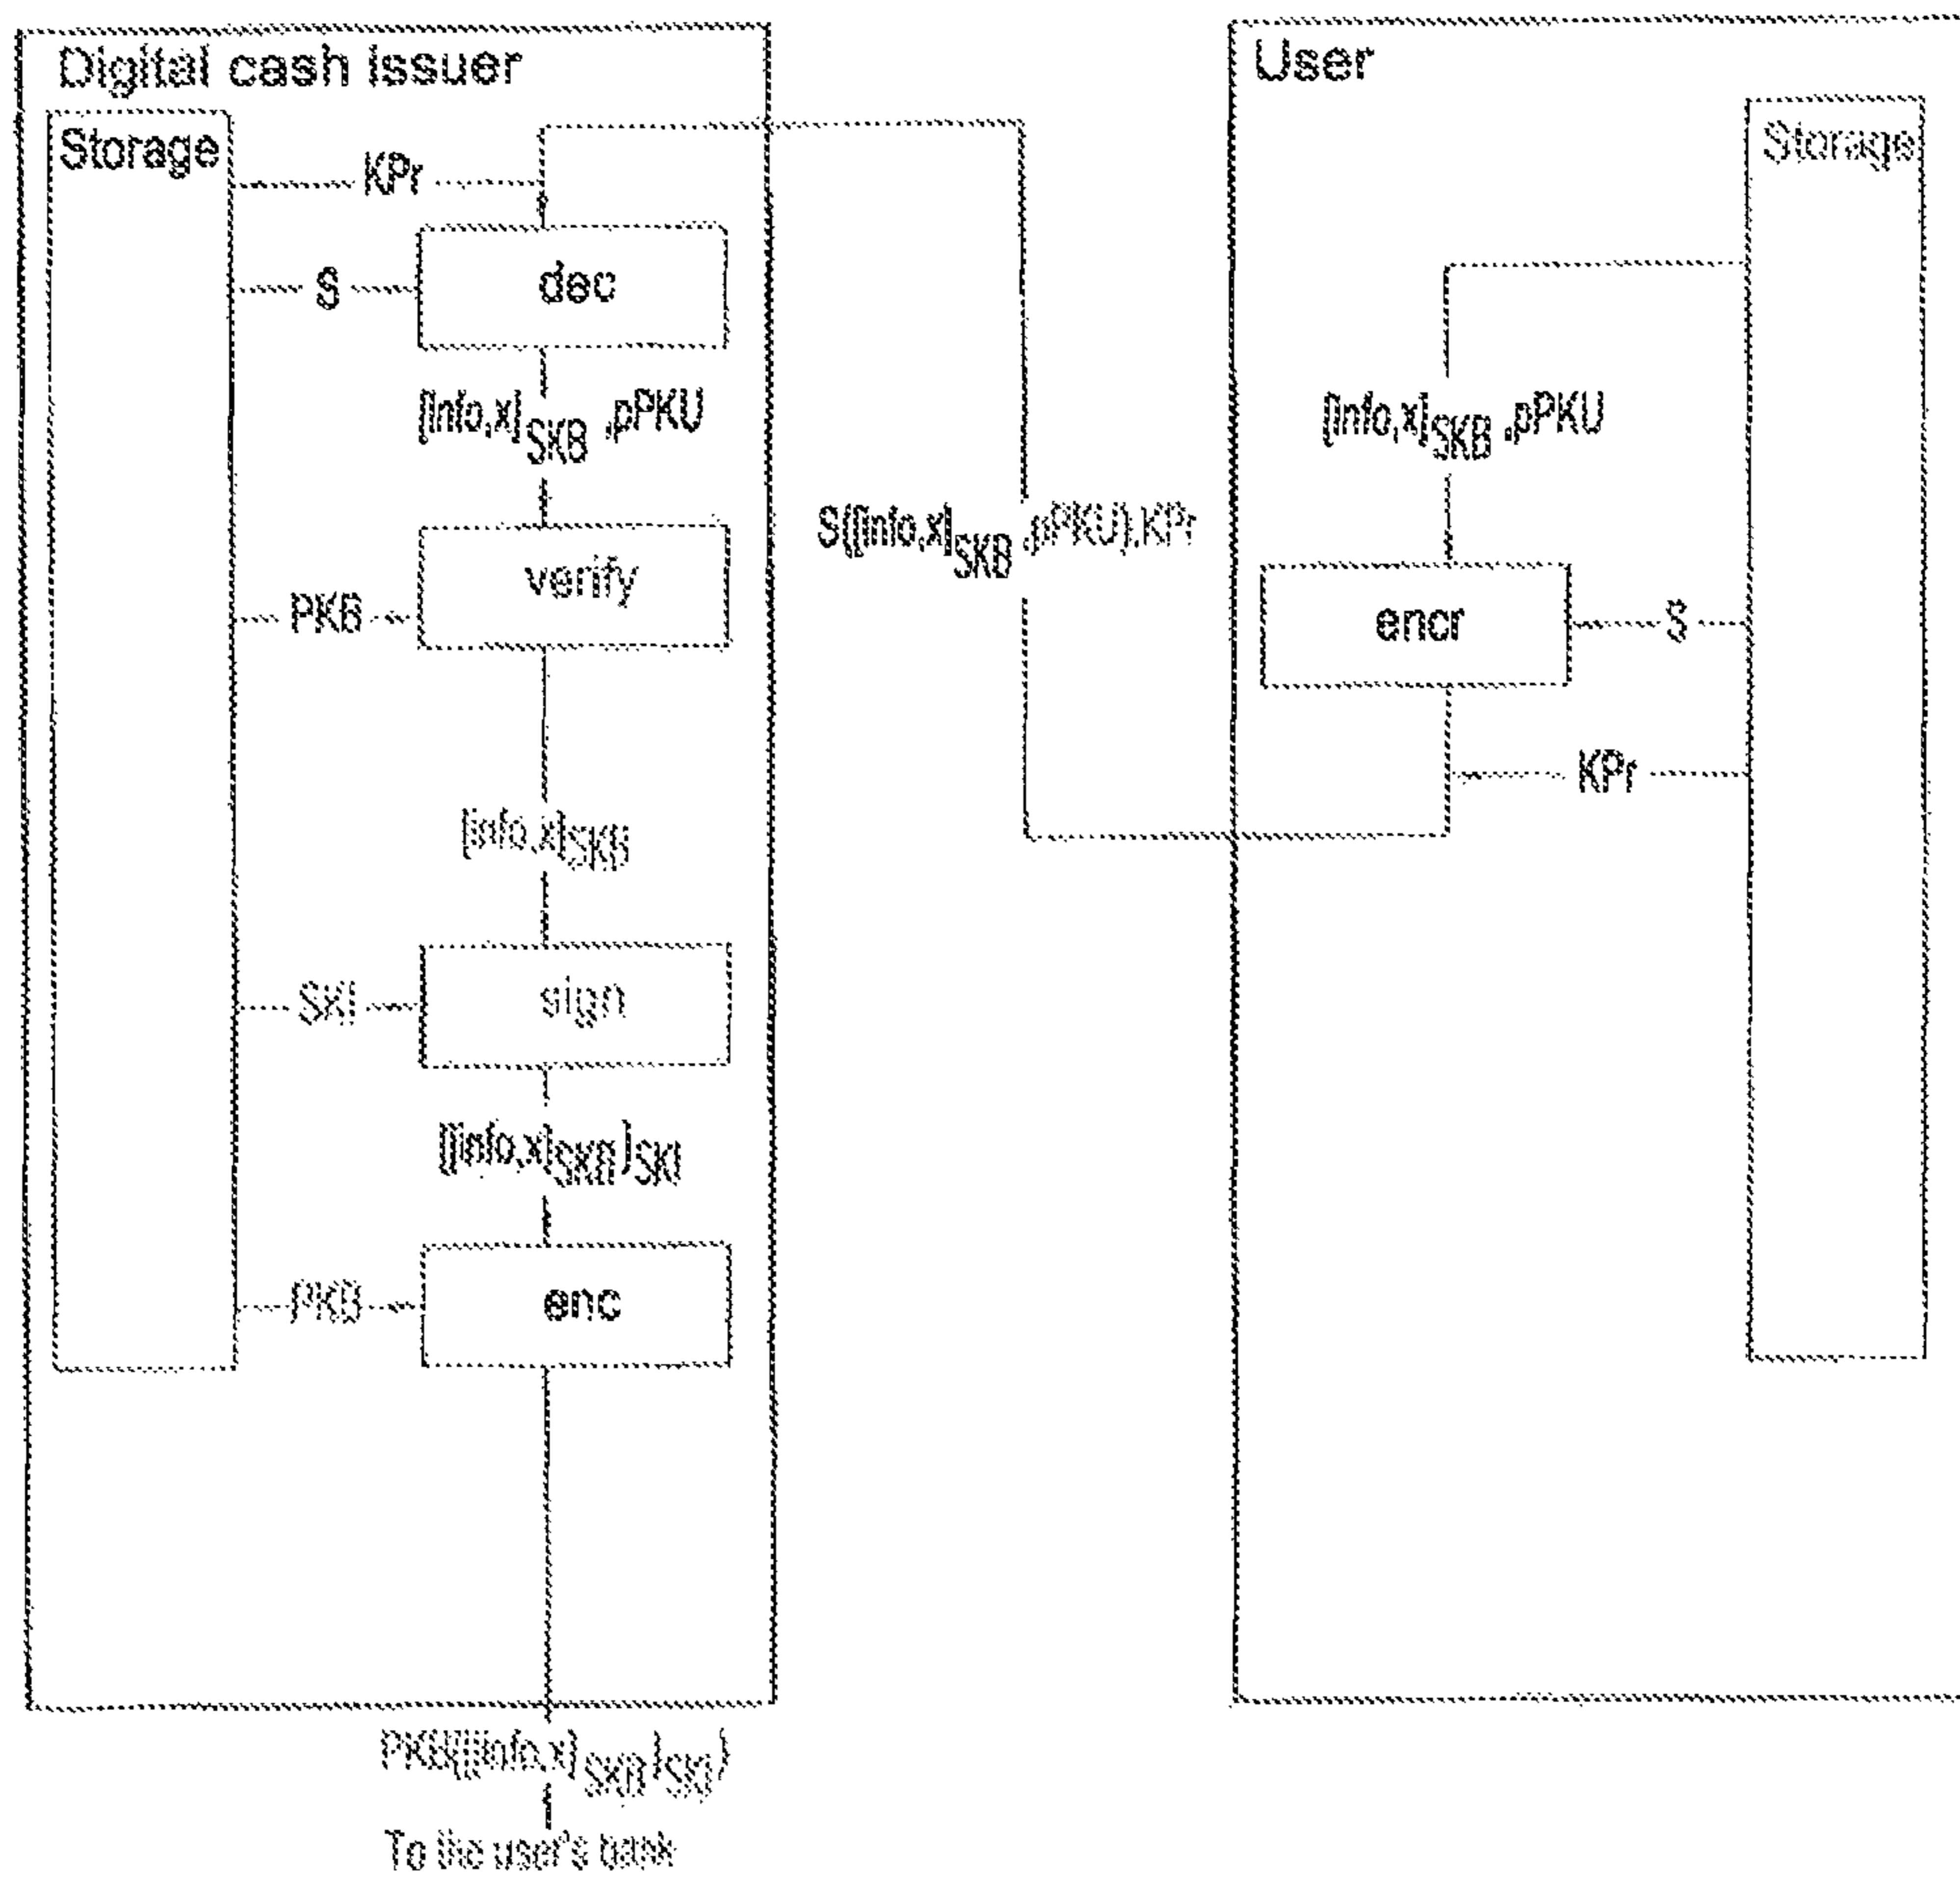 Digital cash issuer
Storage
KPr
S
dec
[info,x]SKB ,pPKU
verify
PKB
[info,x]SKB
SKI
sign
[[info,x]SKB]SKI
PKB
enc
PKB([[info,x]SKB]SKI)
To the user's bank
S([info,x]SKB ,pPKU),KPr
User
Storage
[info,x]SKB ,pPKU
encr
S
KPr